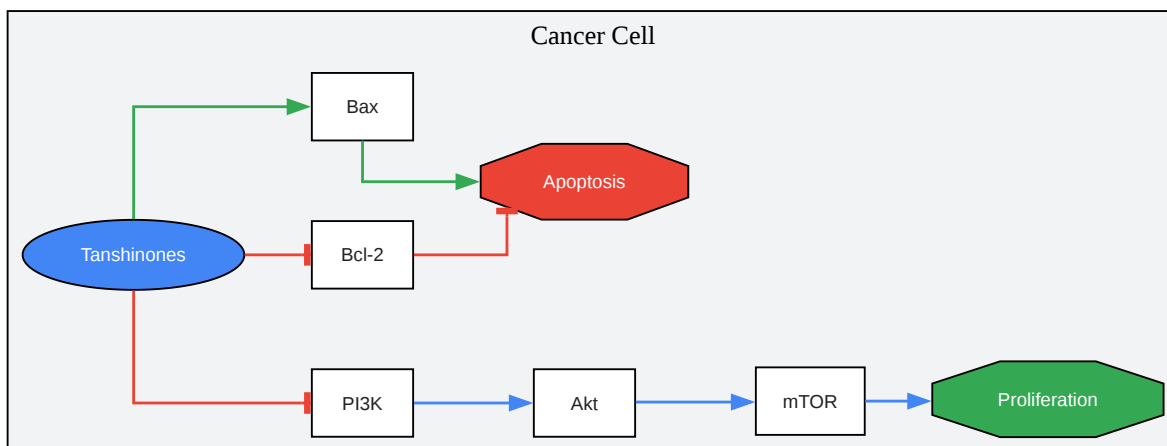 Cancer Cell
Bax
Apoptosis
Tanshinones
Bcl-2
PI3K
Akt
mTOR
Proliferation